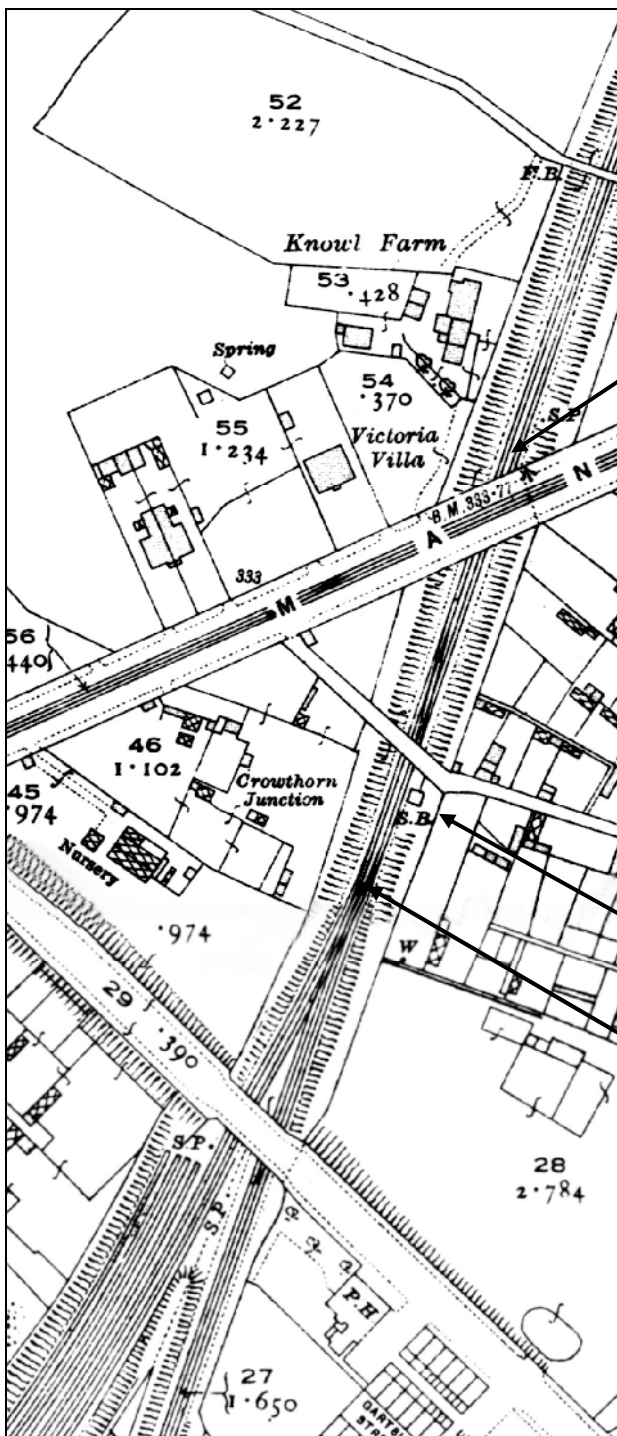 52
2·227
F.B.
Knowl Farm
53
·428
Spring
54
·370
55
1·234
Victoria
Villa
S.P.
B.M. 333·77
M A N
333
56
440
46
1·102
Crowthorn
Junction
S.B.
45
·974
Nursery
W
·974
29
·390
S.P.
S.P.
28
2·784
P.H
27
1·650